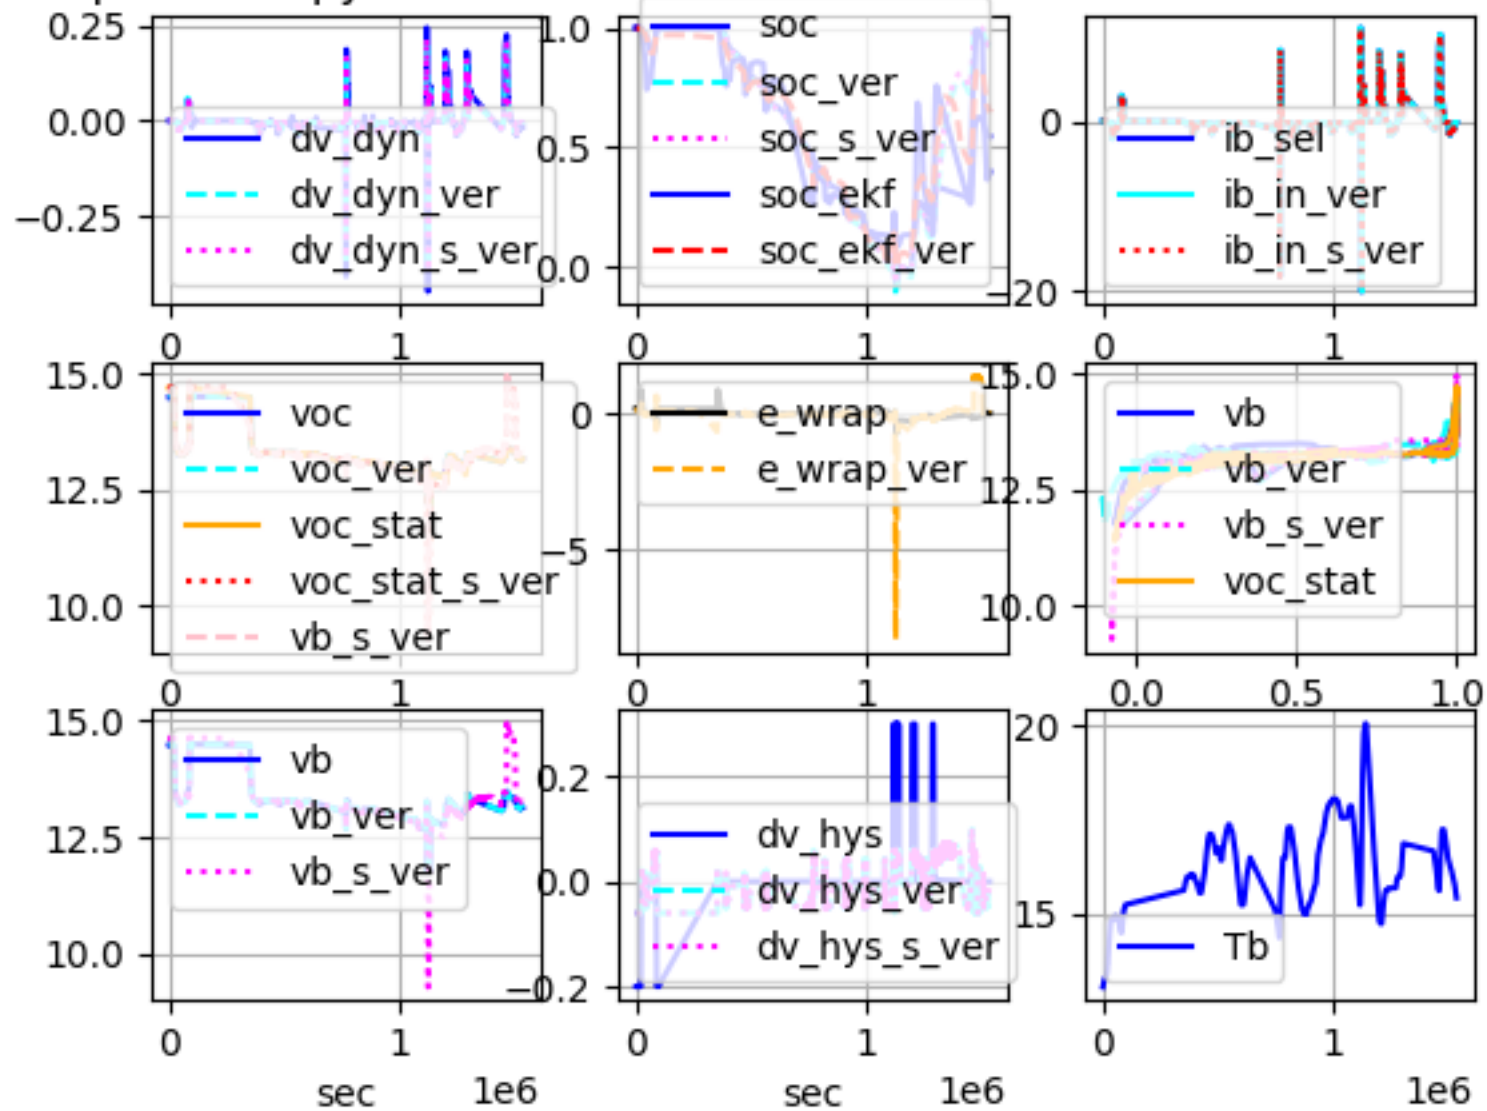 0.25
0.00
−0.25
dv_dyn
dv_dyn_ver
dv_dyn_s_ver
0
1
1.0
0.5
0.0
soc
soc_ver
soc_s_ver
soc_ekf
soc_ekf_ver
0
1
0
−20
ib_sel
ib_in_ver
ib_in_s_ver
0
1
15.0
12.5
10.0
voc
voc_ver
voc_stat
voc_stat_s_ver
vb_s_ver
0
1
0
−5
e_wrap
e_wrap_ver
0
1
15.0
12.5
10.0
vb
vb_ver
vb_s_ver
voc_stat
0.0
0.5
1.0
15.0
12.5
10.0
vb
vb_ver
vb_s_ver
0
1
sec
1e6
0.2
0.0
−0.2
dv_hys
dv_hys_ver
dv_hys_s_ver
0
1
sec
1e6
20
15
Tb
0
1
1e6